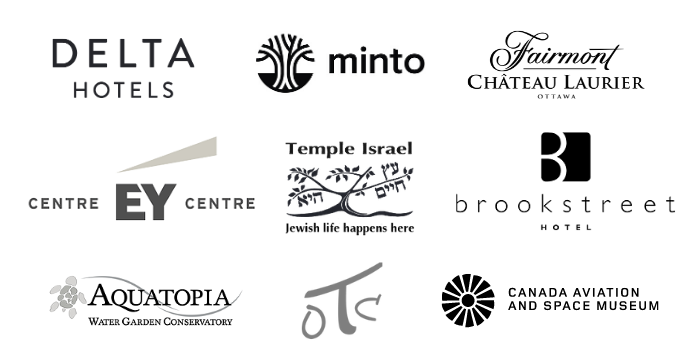 DELTA
HOTELS
minto
Fairmont
CHÂTEAU LAURIER
OTTAWA
CENTRE EY CENTRE
Temple Israel
עץ
חיים
היא
Jewish life happens here
B
brookstreet
HOTEL
AQUATOPIA
WATER GARDEN CONSERVATORY
OTC
CANADA AVIATION
AND SPACE MUSEUM